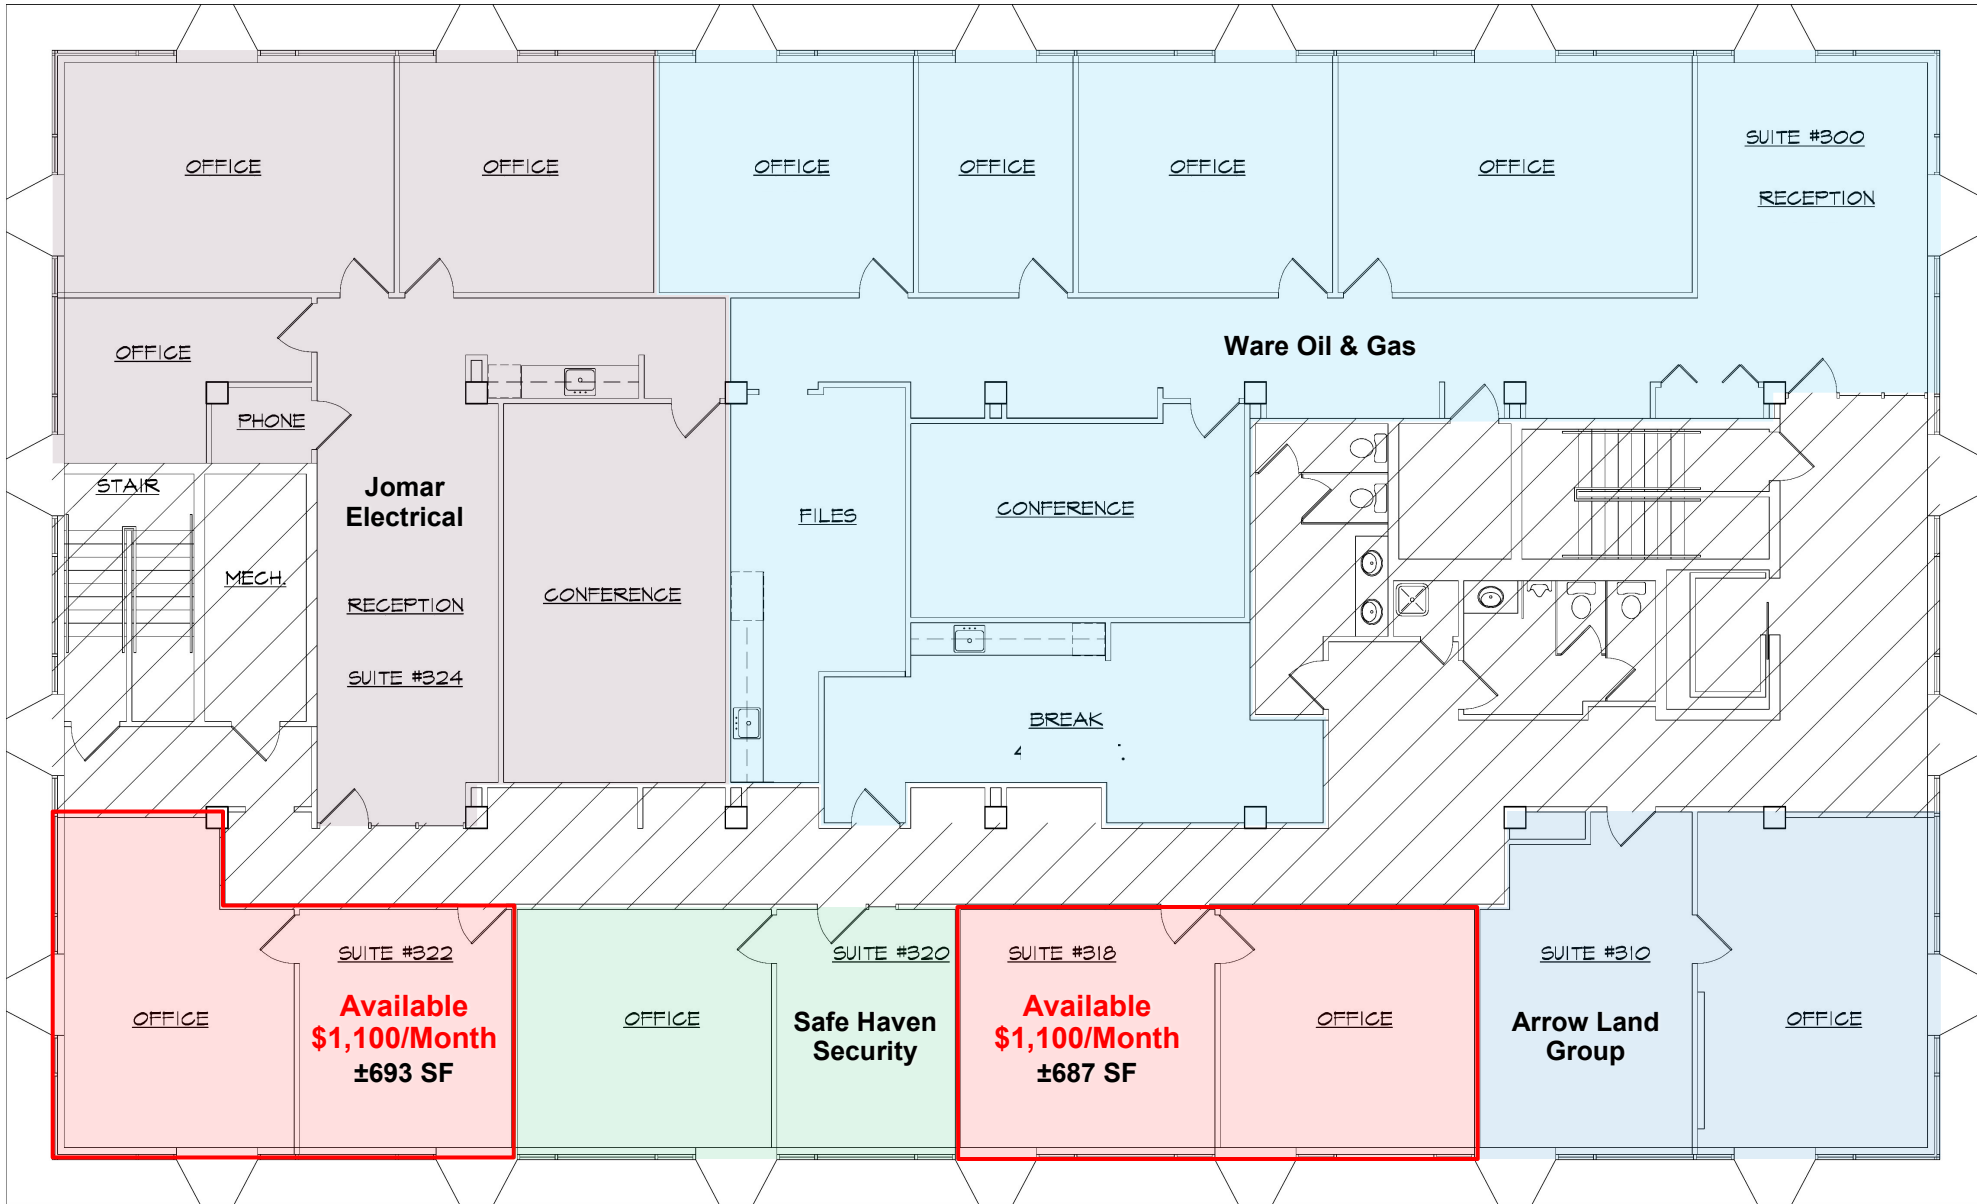 SUITE #300
OFFICE
OFFICE
OFFICE
OFFICE
OFFICE
OFFICE
RECEPTION
Ware Oil & Gas
OFFICE
PHONE
STAIR
Jomar
Electrical
FILES
CONFERENCE
MECH.
RECEPTION
CONFERENCE
SUITE #324
BREAK
SUITE #322
SUITE #320
SUITE #318
SUITE #310
OFFICE
Available
$1,100/Month
±693 SF
OFFICE
Safe Haven
Security
Available
$1,100/Month
±687 SF
OFFICE
Arrow Land
Group
OFFICE